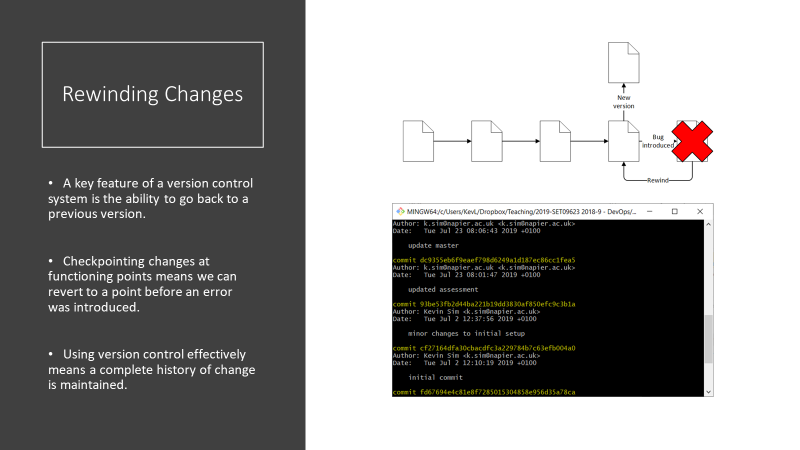 Rewinding Changes
• A key feature of a version control
system is the ability to go back to a
previous version.
• Checkpointing changes at
functioning points means we can
revert to a point before an error
was introduced.
• Using version control effectively
means a complete history of change
is maintained.
New
version
Bug
introduced
Rewind
MINGW64:/c/Users/KevL/Dropbox/Teaching/2019-SET09623 2018-9 - DevOps/...
Author: k.sim@napier.ac.uk <k.sim@napier.ac.uk>
Date: Tue Jul 23 08:06:43 2019 +0100
update master
commit dc9355eb6f9eaef798d6249a1d187ec86cc1fea5
Author: k.sim@napier.ac.uk <k.sim@napier.ac.uk>
Date: Tue Jul 23 08:01:47 2019 +0100
updated assessment
commit 93be53fb2d44ba221b19dd3830af850efc9c3b1a
Author: Kevin Sim <k.sim@napier.ac.uk>
Date: Tue Jul 2 12:37:56 2019 +0100
minor changes to initial setup
commit cf27164dfa30cbacdfc3a229784b7c63efb004a0
Author: Kevin Sim <k.sim@napier.ac.uk>
Date: Tue Jul 2 12:10:19 2019 +0100
initial commit
commit fd67694e4c81e8f7285015304858e956d35a78ca